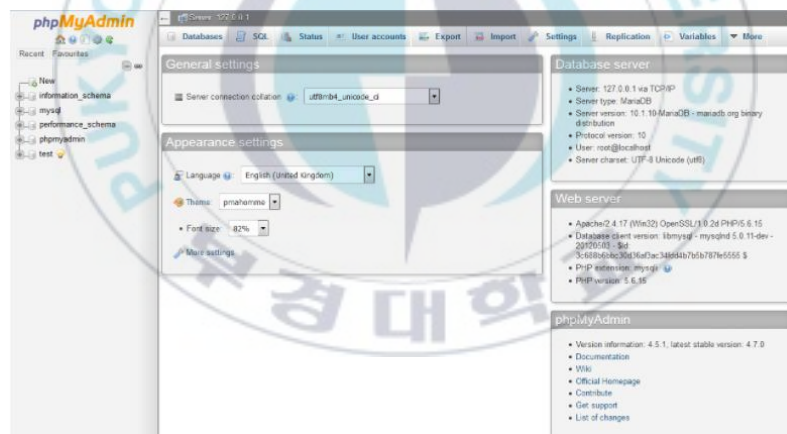 phpMyAdmin
Recent Favourites
New
information_schema
mysql
performance_schema
phpmyadmin
test
Server: 127.0.0.1
Databases SQL Status User accounts Export Import Settings Replication Variables More
General settings
Server connection collation utf8mb4_unicode_ci
Appearance settings
Language English (United Kingdom)
Theme: pmahomme
Font size: 82%
More settings
Database server
Server: 127.0.0.1 via TCP/IP
Server type: MariaDB
Server version: 10.1.10-MariaDB - mariadb.org binary
distribution
Protocol version: 10
User: root@localhost
Server charset: UTF-8 Unicode (utf8)
Web server
Apache/2.4.17 (Win32) OpenSSL/1.0.2d PHP/5.6.15
Database client version: libmysql - mysqlnd 5.0.11-dev -
20120503 - $Id:
PHP extension: mysqli
PHP version: 5.6.15
phpMyAdmin
Version information: 4.5.1, latest stable version: 4.7.0
Documentation
Wiki
Official Homepage
Contribute
Get support
List of changes
부경대학교